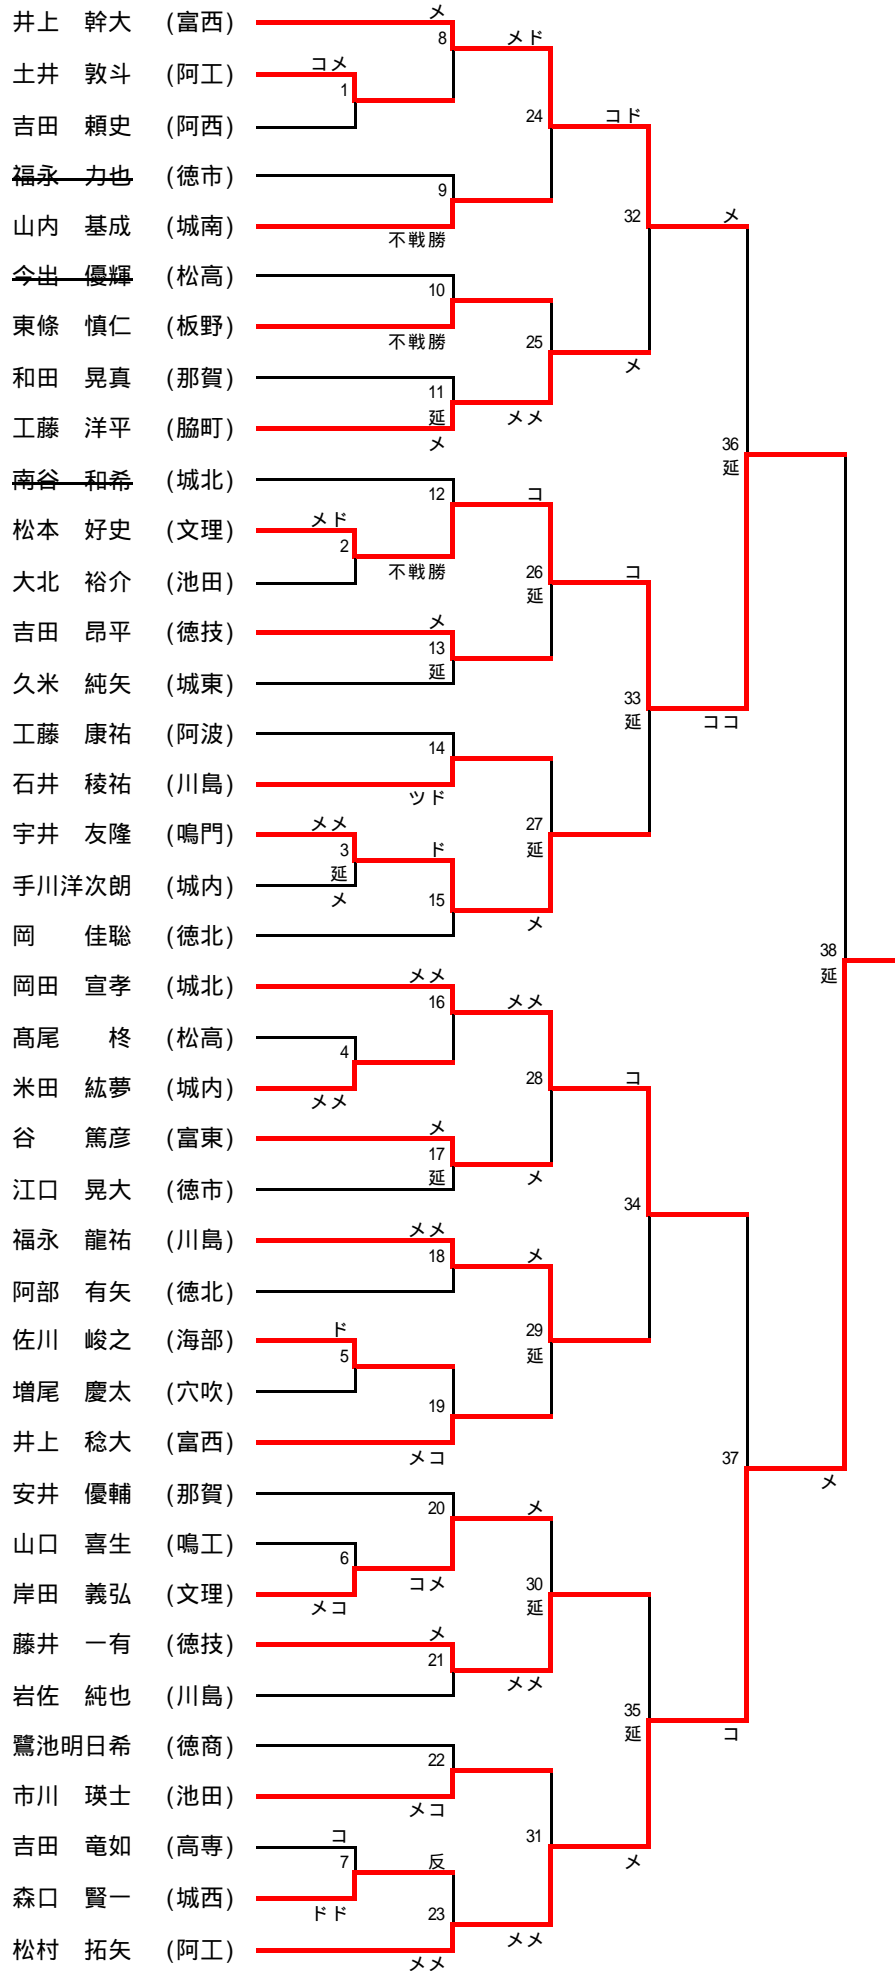 井上 幹大 (富西)
土井 敦斗 (阿工)
吉田 頼史 (阿西)
福永 力也 (徳市)
山内 基成 (城南)
今出 優輝 (松高)
東條 慎仁 (板野)
和田 晃真 (那賀)
工藤 洋平 (脇町)
南谷 和希 (城北)
松本 好史 (文理)
大北 裕介 (池田)
吉田 昂平 (徳技)
久米 純矢 (城東)
工藤 康祐 (阿波)
石井 稜祐 (川島)
宇井 友隆 (鳴門)
手川洋次朗 (城内)
岡 佳聡 (徳北)
岡田 宣孝 (城北)
髙尾 柊 (松高)
米田 紘夢 (城内)
谷 篤彦 (富東)
江口 晃大 (徳市)
福永 龍祐 (川島)
阿部 有矢 (徳北)
佐川 峻之 (海部)
増尾 慶太 (穴吹)
井上 稔大 (富西)
安井 優輔 (那賀)
山口 喜生 (鳴工)
岸田 義弘 (文理)
藤井 一有 (徳技)
岩佐 純也 (川島)
鷺池明日希 (徳商)
市川 瑛士 (池田)
吉田 竜如 (高専)
森口 賢一 (城西)
松村 拓矢 (阿工)
コメ
1
メド
2
メメ
3
延
メ
4
メメ
ド
5
6
メコ
コ
7
ドド
メ
8
9
不戦勝
10
不戦勝
11
延
メ
12
不戦勝
メ
13
延
14
ツド
ド
15
メメ
16
メ
17
延
メメ
18
19
メコ
20
コメ
メ
21
22
メコ
反
23
メメ
メド
24
25
メメ
コ
26
延
27
延
メ
メメ
28
メ
メ
29
延
メ
30
延
メメ
31
メメ
コド
32
メ
コ
33
延
コ
34
35
延
メ
メ
36
延
ココ
37
コ
38
延
メ